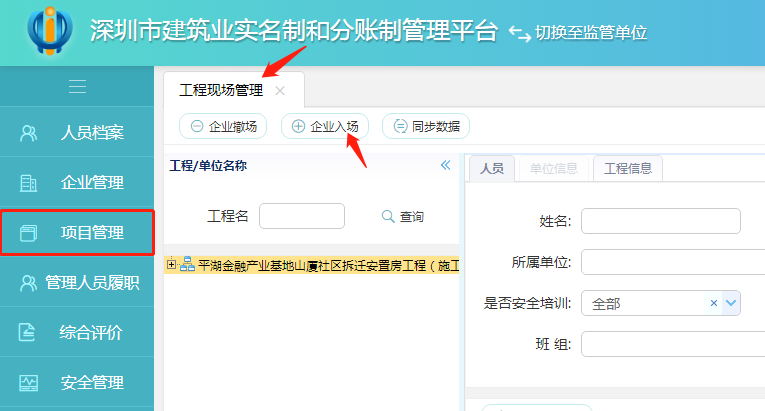 深圳市建筑业实名制和分账制管理平台 切换至监管单位
人员档案
企业管理
项目管理
管理人员履职
综合评价
安全管理
工程现场管理
企业撤场 企业入场 同步数据
工程/单位名称
工程名 查询
平湖金融产业基地山厦社区拆迁安置房工程（施工
人员 单位信息 工程信息
姓名:
所属单位:
是否安全培训: 全部
班 组: